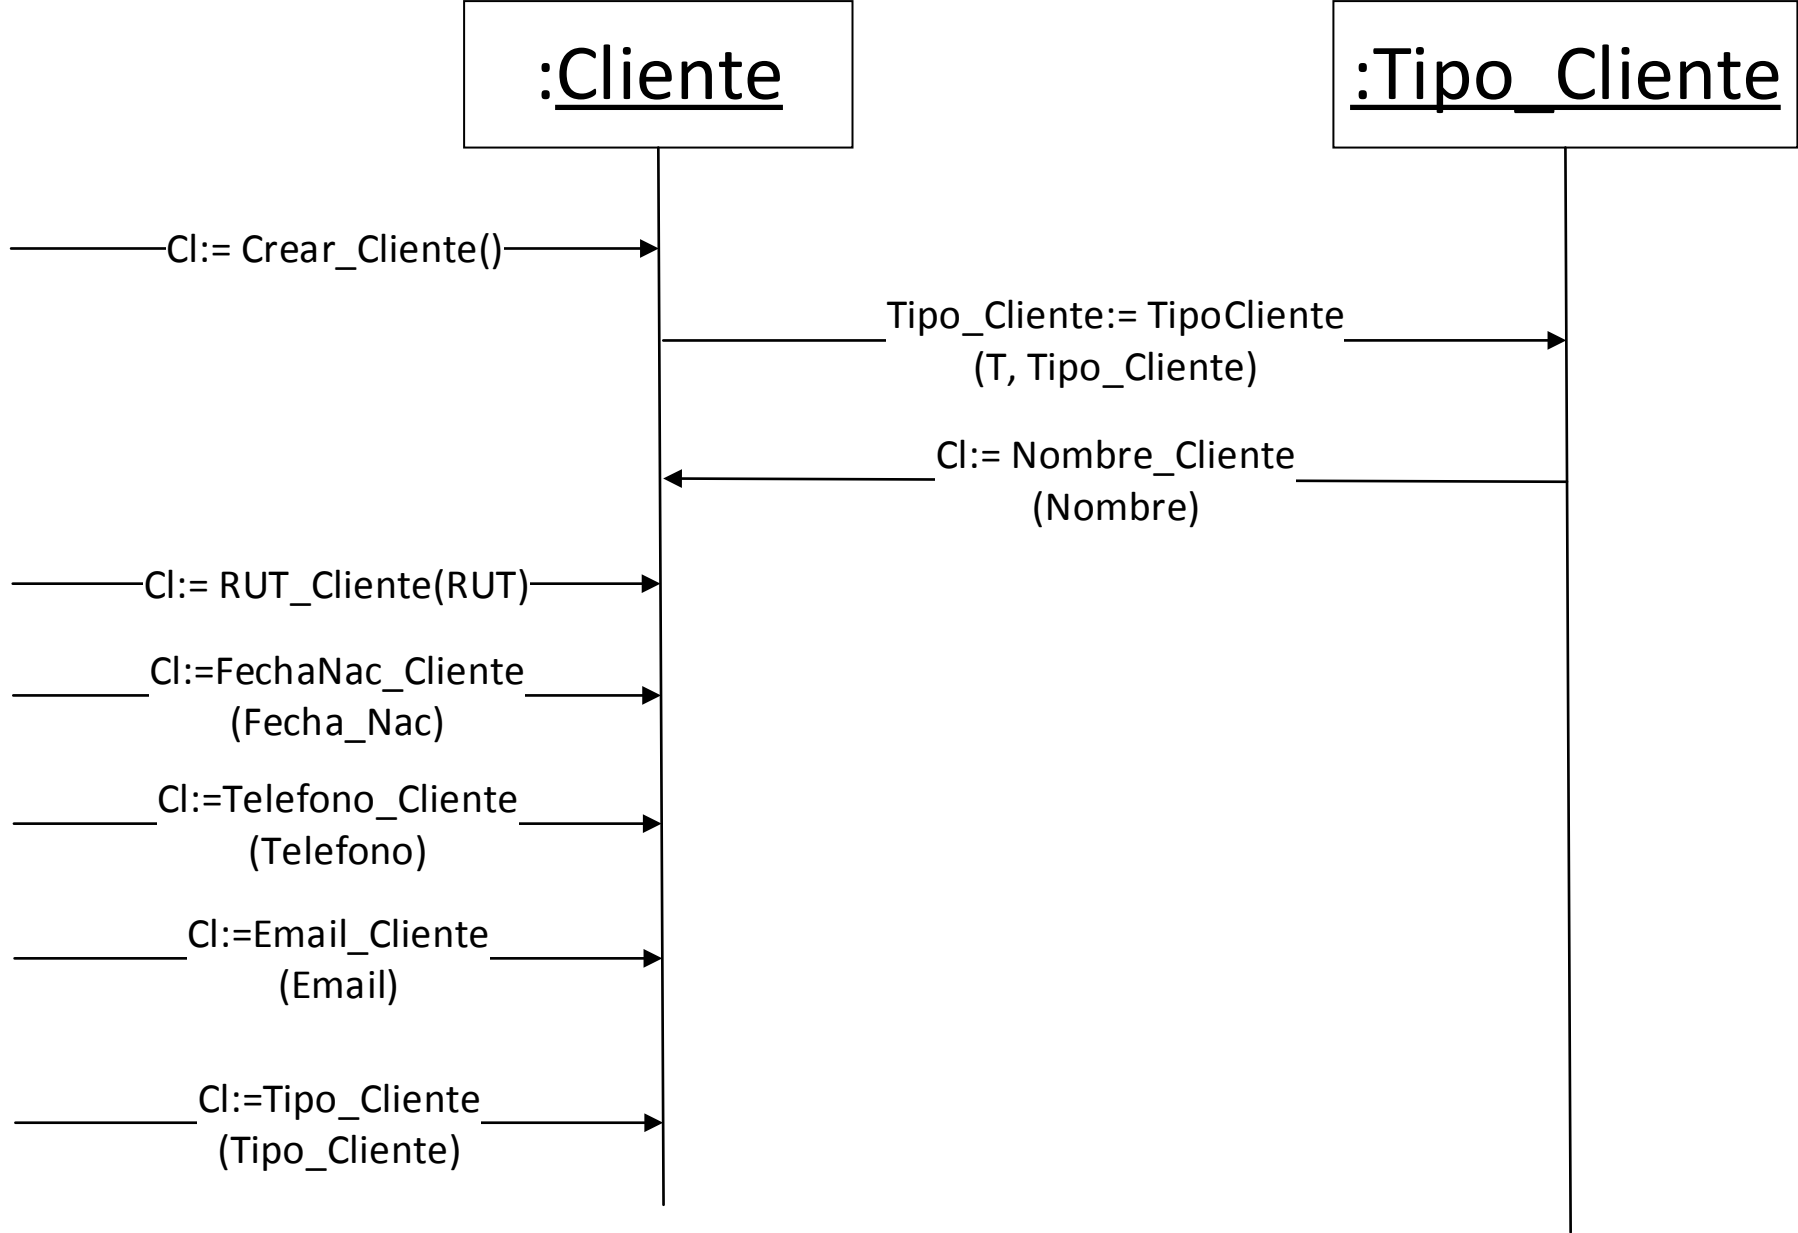 :Cliente
:Tipo_Cliente
Cl:= Crear_Cliente()
Tipo_Cliente:= TipoCliente
(T, Tipo_Cliente)
Cl:= Nombre_Cliente
(Nombre)
Cl:= RUT_Cliente(RUT)
Cl:=FechaNac_Cliente
(Fecha_Nac)
Cl:=Telefono_Cliente
(Telefono)
Cl:=Email_Cliente
(Email)
Cl:=Tipo_Cliente
(Tipo_Cliente)